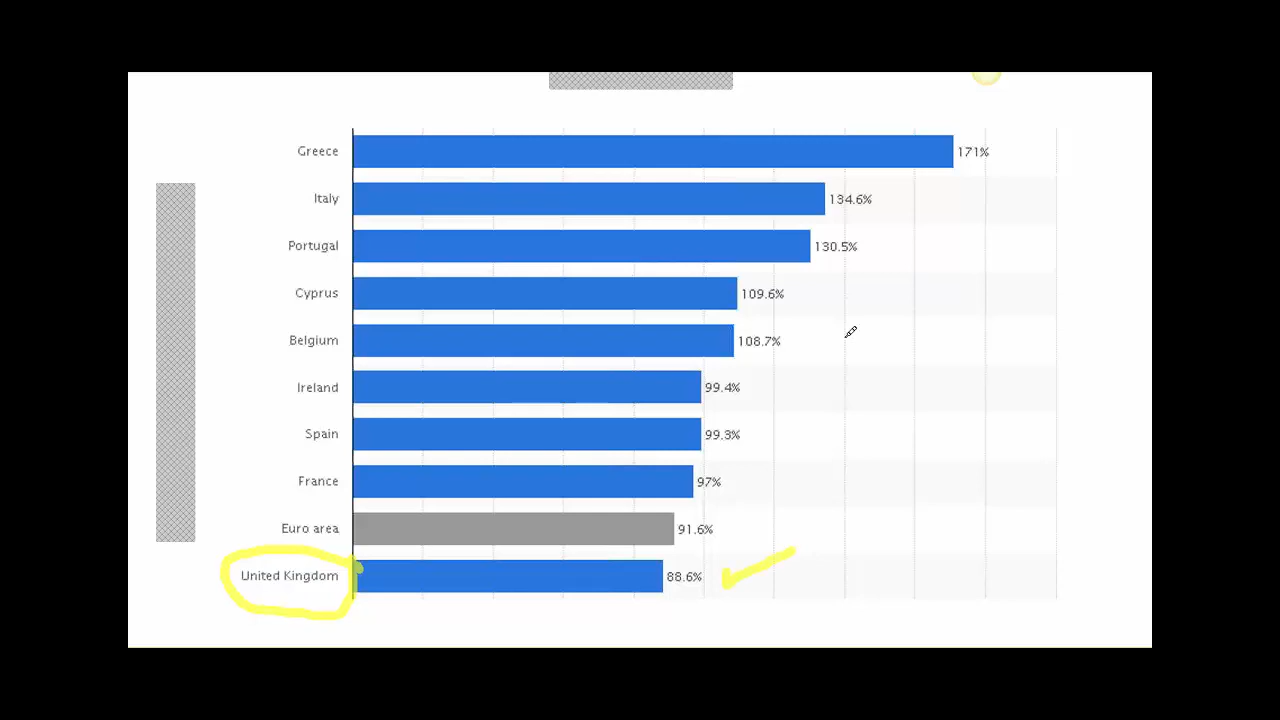 Greece 171%
Italy 134.6%
Portugal 130.5%
Cyprus 109.6%
Belgium 108.7%
Ireland 99.4%
Spain 99.3%
France 97%
Euro area 91.6%
United Kingdom 88.6%